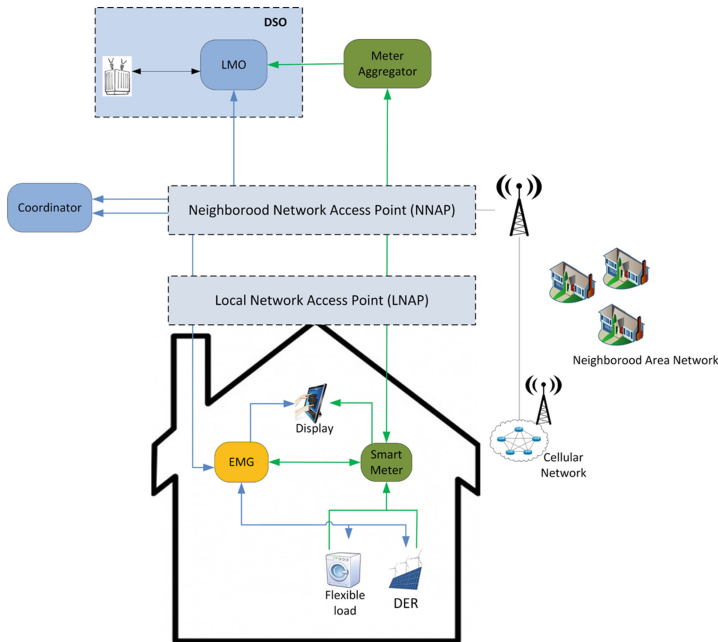 DSO
LMO
Meter
Aggregator
Coordinator
Neighborood Network Access Point (NNAP)
Local Network Access Point (LNAP)
Neighborood Area Network
Display
EMG
Smart
Meter
Cellular
Network
Flexible
load
DER